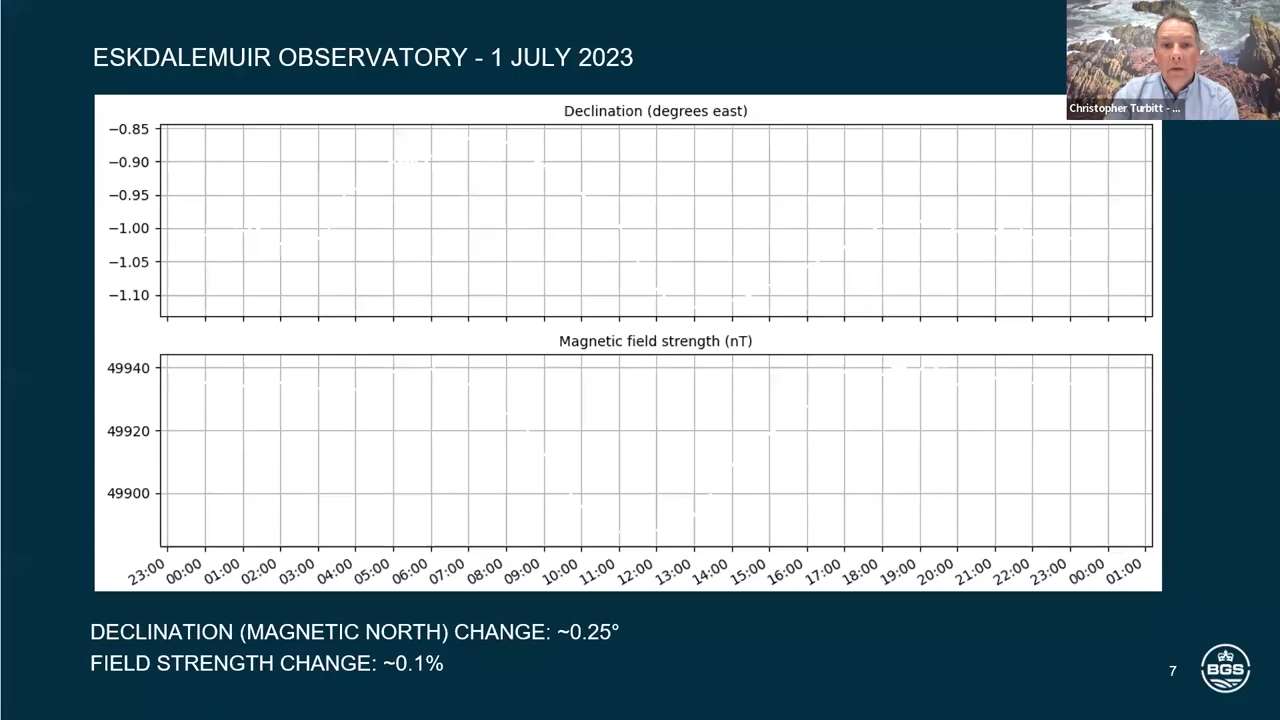 ESKDALEMUIR OBSERVATORY - 1 JULY 2023
Christopher Turbitt - ...
Declination (degrees east)
−0.85
−0.90
−0.95
−1.00
−1.05
−1.10
Magnetic field strength (nT)
49940
49920
49900
23:00 00:00 01:00 02:00 03:00 04:00 05:00 06:00 07:00 08:00 09:00 10:00 11:00 12:00 13:00 14:00 15:00 16:00 17:00 18:00 19:00 20:00 21:00 22:00 23:00 00:00 01:00
DECLINATION (MAGNETIC NORTH) CHANGE: ~0.25°
FIELD STRENGTH CHANGE: ~0.1%
7
BGS